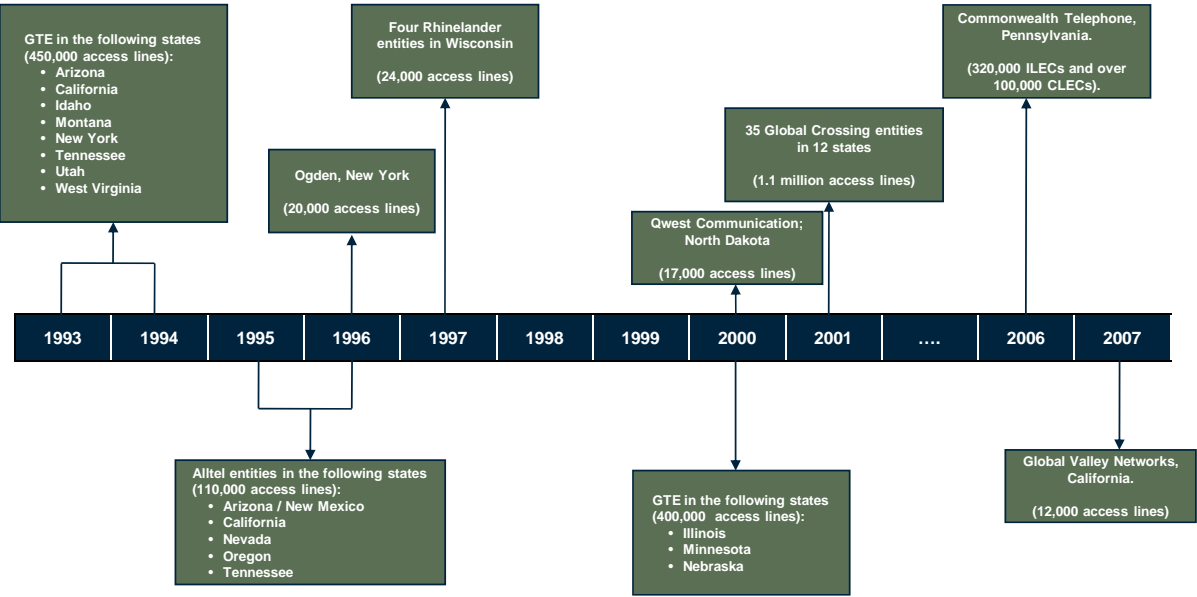 GTE in the following states
(450,000 access lines):
• Arizona
• California
• Idaho
• Montana
• New York
• Tennessee
• Utah
• West Virginia
Ogden, New York
(20,000 access lines)
Four Rhinelander
entities in Wisconsin
(24,000 access lines)
Qwest Communication;
North Dakota
(17,000 access lines)
35 Global Crossing entities
in 12 states
(1.1 million access lines)
Commonwealth Telephone,
Pennsylvania.
(320,000 ILECs and over
100,000 CLECs).
1993 1994 1995 1996 1997 1998 1999 2000 2001 .... 2006 2007
Alltel entities in the following states
(110,000 access lines):
• Arizona / New Mexico
• California
• Nevada
• Oregon
• Tennessee
GTE in the following states
(400,000 access lines):
• Illinois
• Minnesota
• Nebraska
Global Valley Networks,
California.
(12,000 access lines)